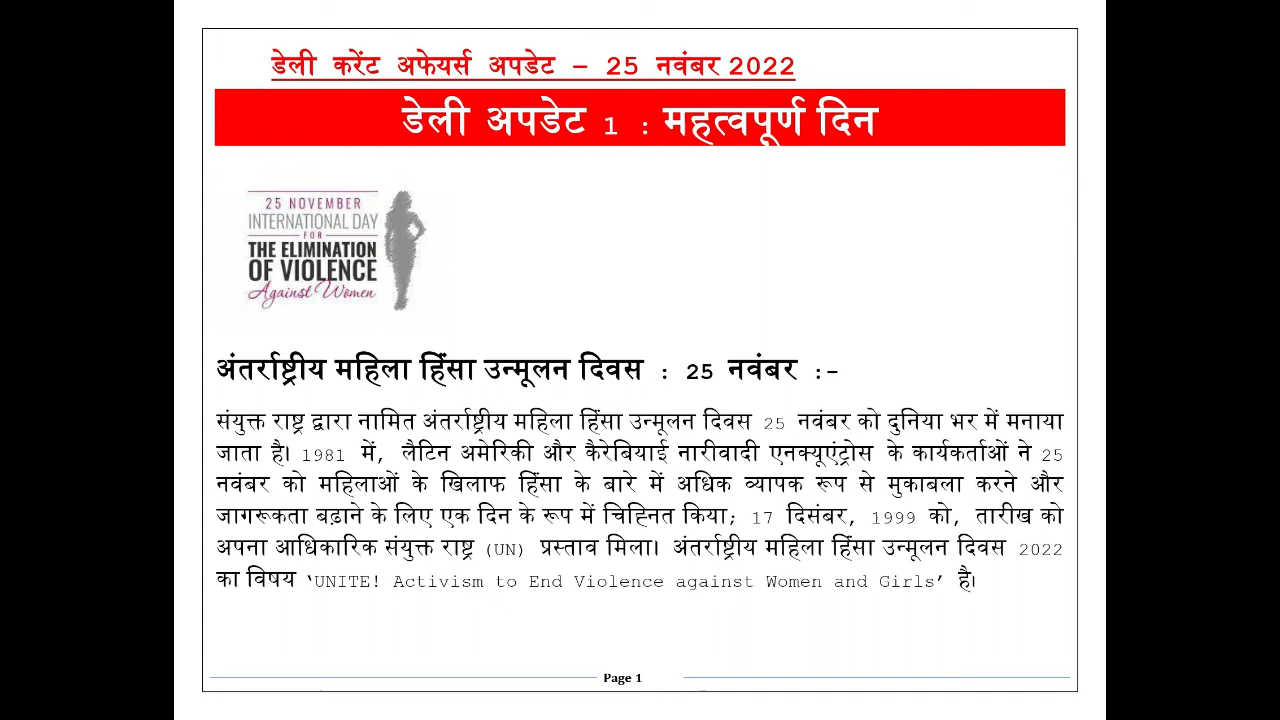 डेली करेंट अफेयर्स अपडेट – 25 नवंबर 2022
डेली अपडेट 1 : महत्वपूर्ण दिन
25 NOVEMBER
INTERNATIONAL DAY
FOR
THE ELIMINATION
OF VIOLENCE
Against Women
अंतर्राष्ट्रीय महिला हिंसा उन्मूलन दिवस : 25 नवंबर :-
संयुक्त राष्ट्र द्वारा नामित अंतर्राष्ट्रीय महिला हिंसा उन्मूलन दिवस 25 नवंबर को दुनिया भर में मनाया
जाता है। 1981 में, लैटिन अमेरिकी और कैरेबियाई नारीवादी एनक्यूएंट्रोस के कार्यकर्ताओं ने 25
नवंबर को महिलाओं के खिलाफ हिंसा के बारे में अधिक व्यापक रूप से मुकाबला करने और
जागरूकता बढ़ाने के लिए एक दिन के रूप में चिह्नित किया; 17 दिसंबर, 1999 को, तारीख को
अपना आधिकारिक संयुक्त राष्ट्र (UN) प्रस्ताव मिला। अंतर्राष्ट्रीय महिला हिंसा उन्मूलन दिवस 2022
का विषय ‘UNITE! Activism to End Violence against Women and Girls’ है।
Page 1